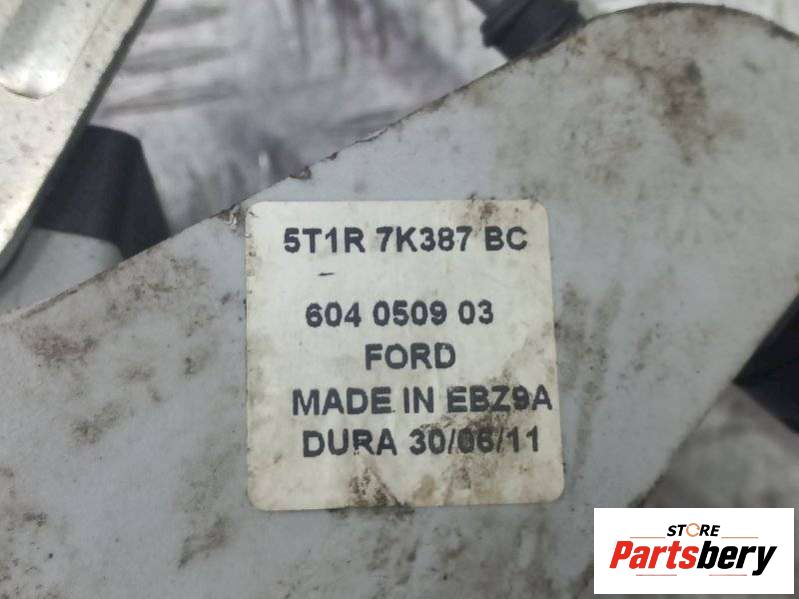 5T1R 7K387 BC
604 0509 03
FORD
MADE IN EBZ9A
DURA 30/06/11
STORE
Partsbery